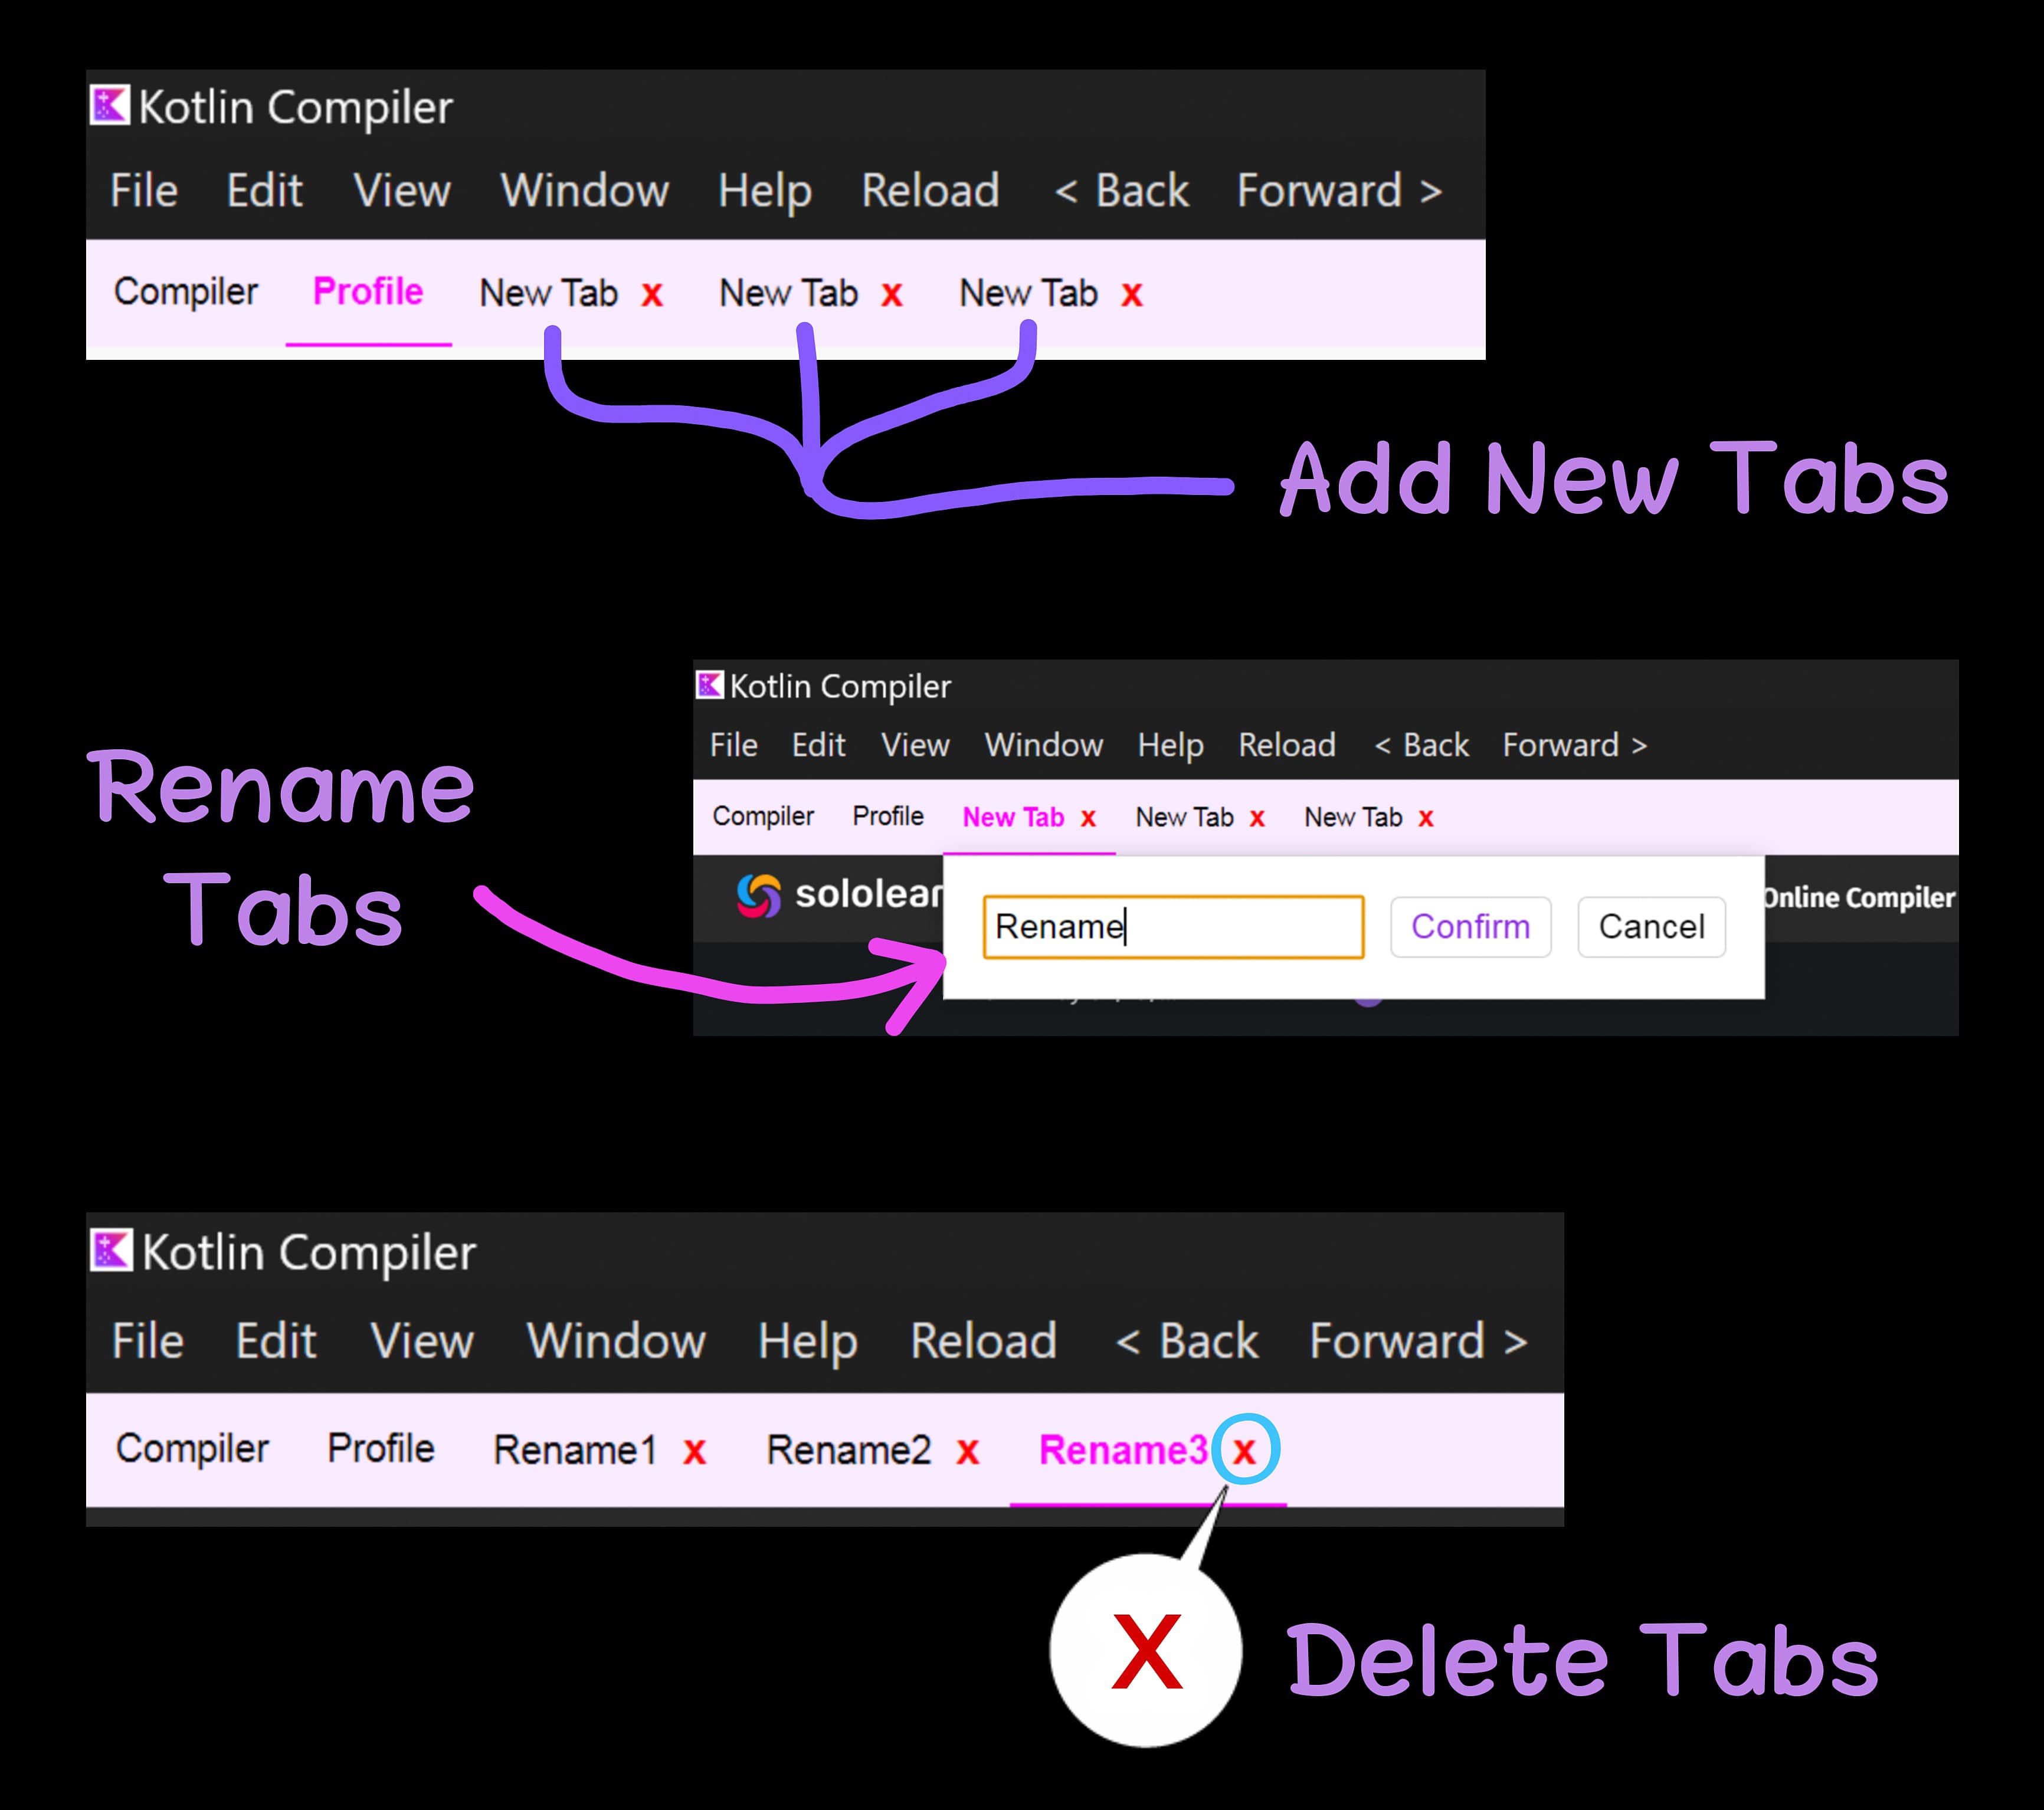 Kotlin Compiler
File Edit View Window Help Reload < Back Forward >
Compiler Profile New Tab x New Tab x New Tab x
Add New Tabs
Rename
Tabs
Kotlin Compiler
File Edit View Window Help Reload < Back Forward >
Compiler Profile New Tab x New Tab x New Tab x
sololear Online Compiler
Rename Confirm Cancel
Kotlin Compiler
File Edit View Window Help Reload < Back Forward >
Compiler Profile Rename1 x Rename2 x Rename3 x
X Delete Tabs